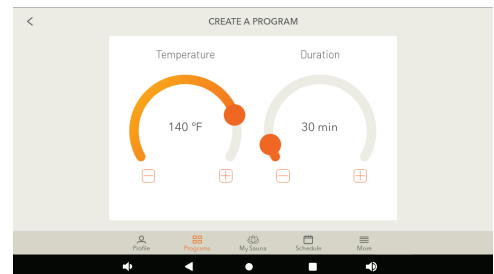 CREATE A PROGRAM
Temperature
Duration
140 °F
30 min
Profile
Programs
My Sauna
Schedule
More